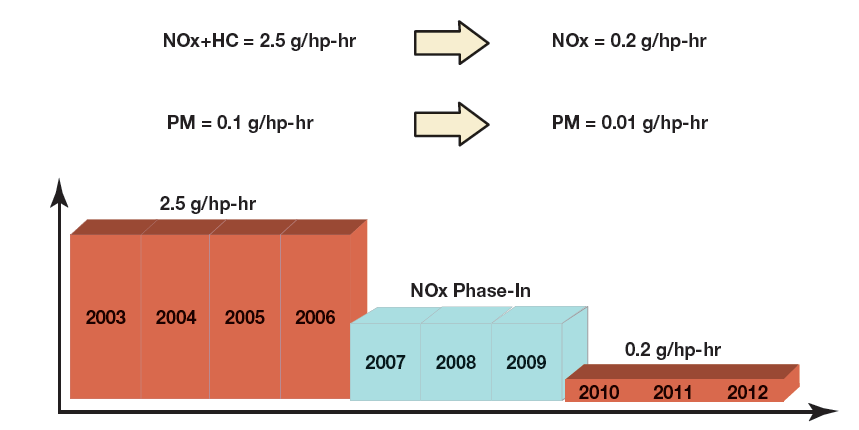 NOx+HC = 2.5 g/hp-hr
NOx = 0.2 g/hp-hr
PM = 0.1 g/hp-hr
PM = 0.01 g/hp-hr
2.5 g/hp-hr
NOx Phase-In
0.2 g/hp-hr
2003 2004 2005 2006
2007 2008 2009
2010 2011 2012